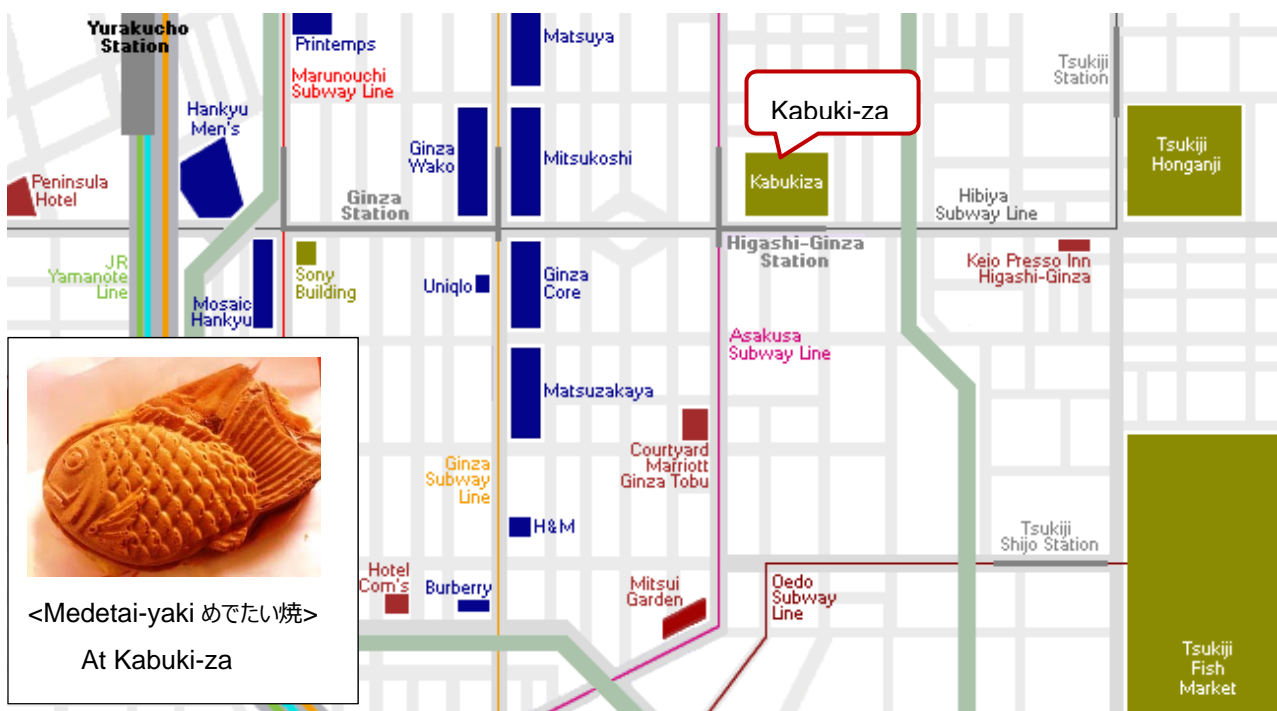 Yurakucho
Station
Printemps
Marunouchi
Subway Line
Matsuya
Tsukiji
Station
Hankyu
Men's
Ginza
Wako
Mitsukoshi
Kabuki-za
Kabukiza
Tsukiji
Honganji
Peninsula
Hotel
Ginza
Station
Hibiya
Subway Line
Higashi-Ginza
Station
JR
Yamanote
Line
Mosaic
Hankyu
Sony
Building
Uniqlo
Ginza
Core
Keio Presso Inn
Higashi-Ginza
Asakusa
Subway Line
Matsuzakaya
Courtyard
Marriott
Ginza Tobu
Ginza
Subway
Line
H&M
Tsukiji
Shijo Station
Hotel
Com's
Burberry
Mitsui
Garden
Oedo
Subway
Line
Tsukiji
Fish
Market
<Medetai-yaki めでたい焼>
At Kabuki-za